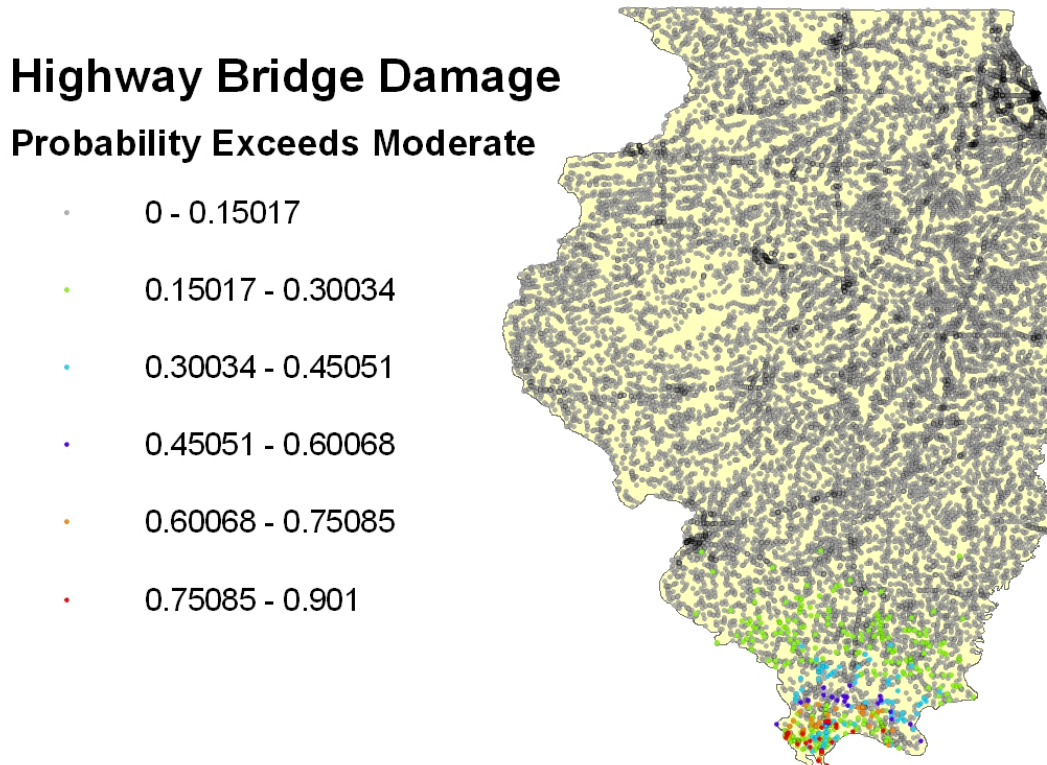 Highway Bridge Damage
Probability Exceeds Moderate
0 - 0.15017
0.15017 - 0.30034
0.30034 - 0.45051
0.45051 - 0.60068
0.60068 - 0.75085
0.75085 - 0.901